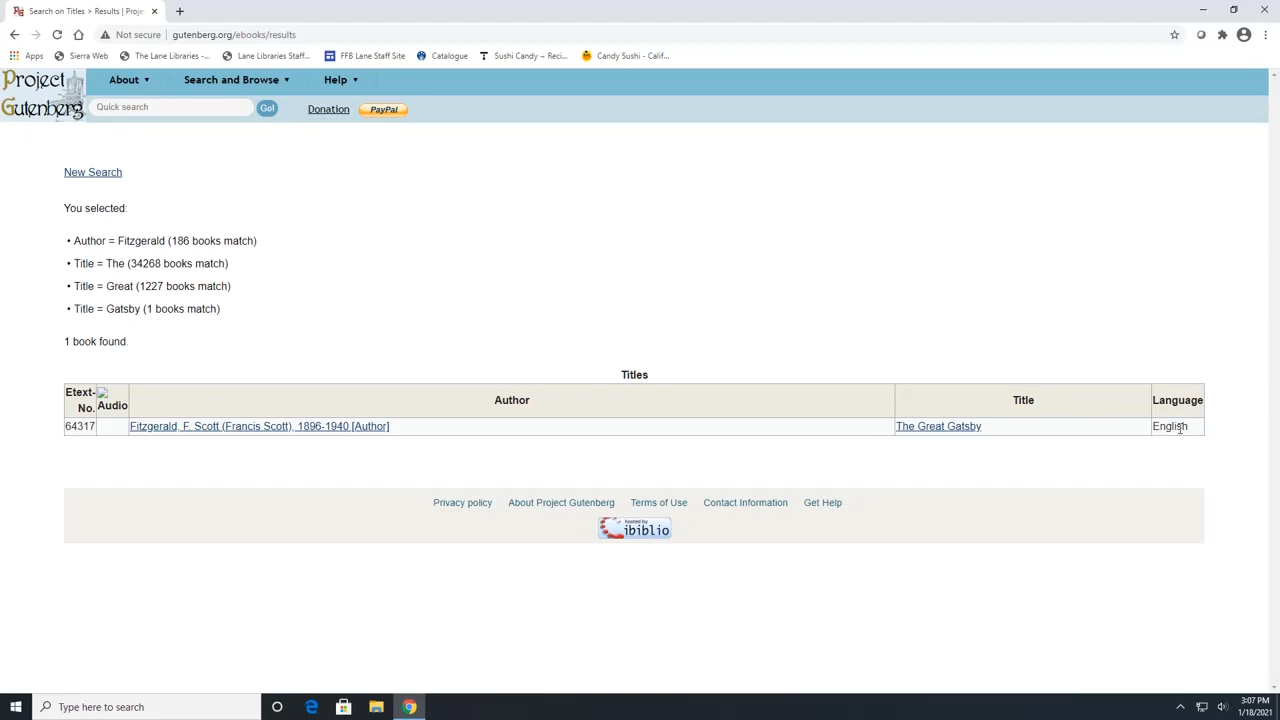 Search on Titles > Results | Proje
Not secure gutenberg.org/ebooks/results
Apps Sierra Web The Lane Libraries -... Lane Libraries Staff... FFB Lane Staff Site Catalogue Sushi Candy ~ Reci... Candy Sushi - Calif...
Project Gutenberg
About Search and Browse Help
Quick search Go! Donation PayPal
New Search
You selected:
• Author = Fitzgerald (186 books match)
• Title = The (34268 books match)
• Title = Great (1227 books match)
• Title = Gatsby (1 books match)
1 book found.
Titles
Etext-No. Audio Author Title Language
64317 Fitzgerald, F. Scott (Francis Scott), 1896-1940 [Author] The Great Gatsby English
Privacy policy About Project Gutenberg Terms of Use Contact Information Get Help
hosted by
ibiblio
Type here to search
3:07 PM
1/18/2021